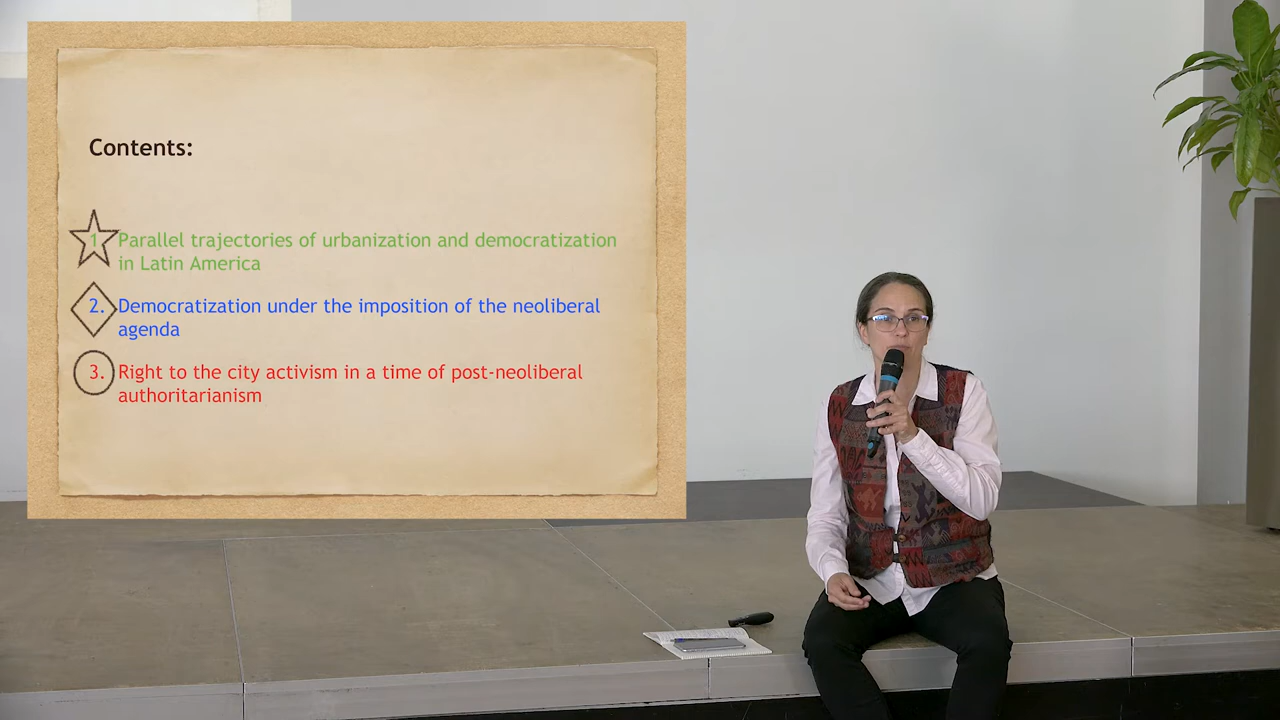 Contents:
1. Parallel trajectories of urbanization and democratization
in Latin America
2. Democratization under the imposition of the neoliberal
agenda
3. Right to the city activism in a time of post-neoliberal
authoritarianism